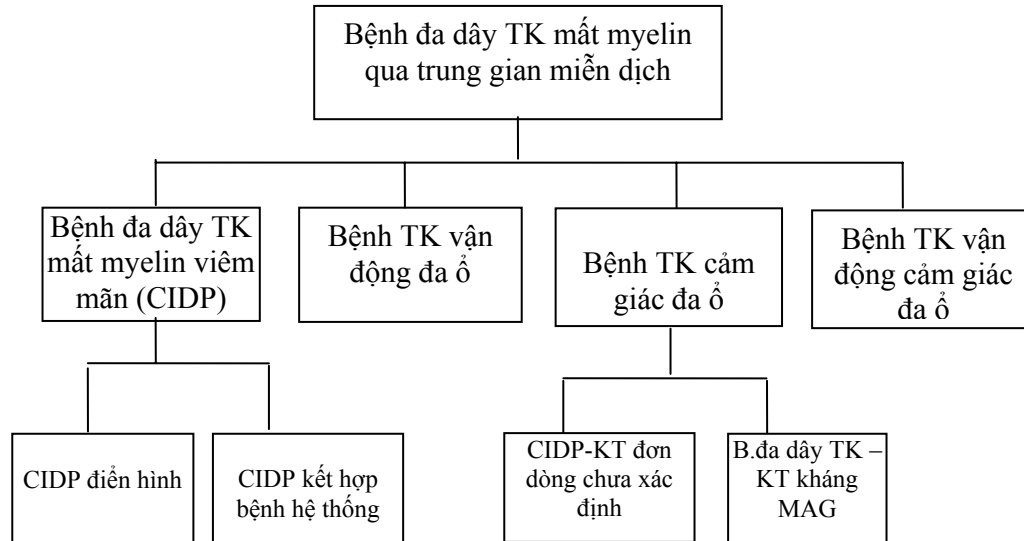 Bệnh đa dây TK mất myelin
qua trung gian miễn dịch
Bệnh đa dây TK
mất myelin viêm
mãn (CIDP)
Bệnh TK vận
động đa ổ
Bệnh TK cảm
giác đa ổ
Bệnh TK vận
động cảm giác
đa ổ
CIDP điển hình
CIDP kết hợp
bệnh hệ thống
CIDP-KT đơn
dòng chưa xác
định
B.đa dây TK –
KT kháng
MAG